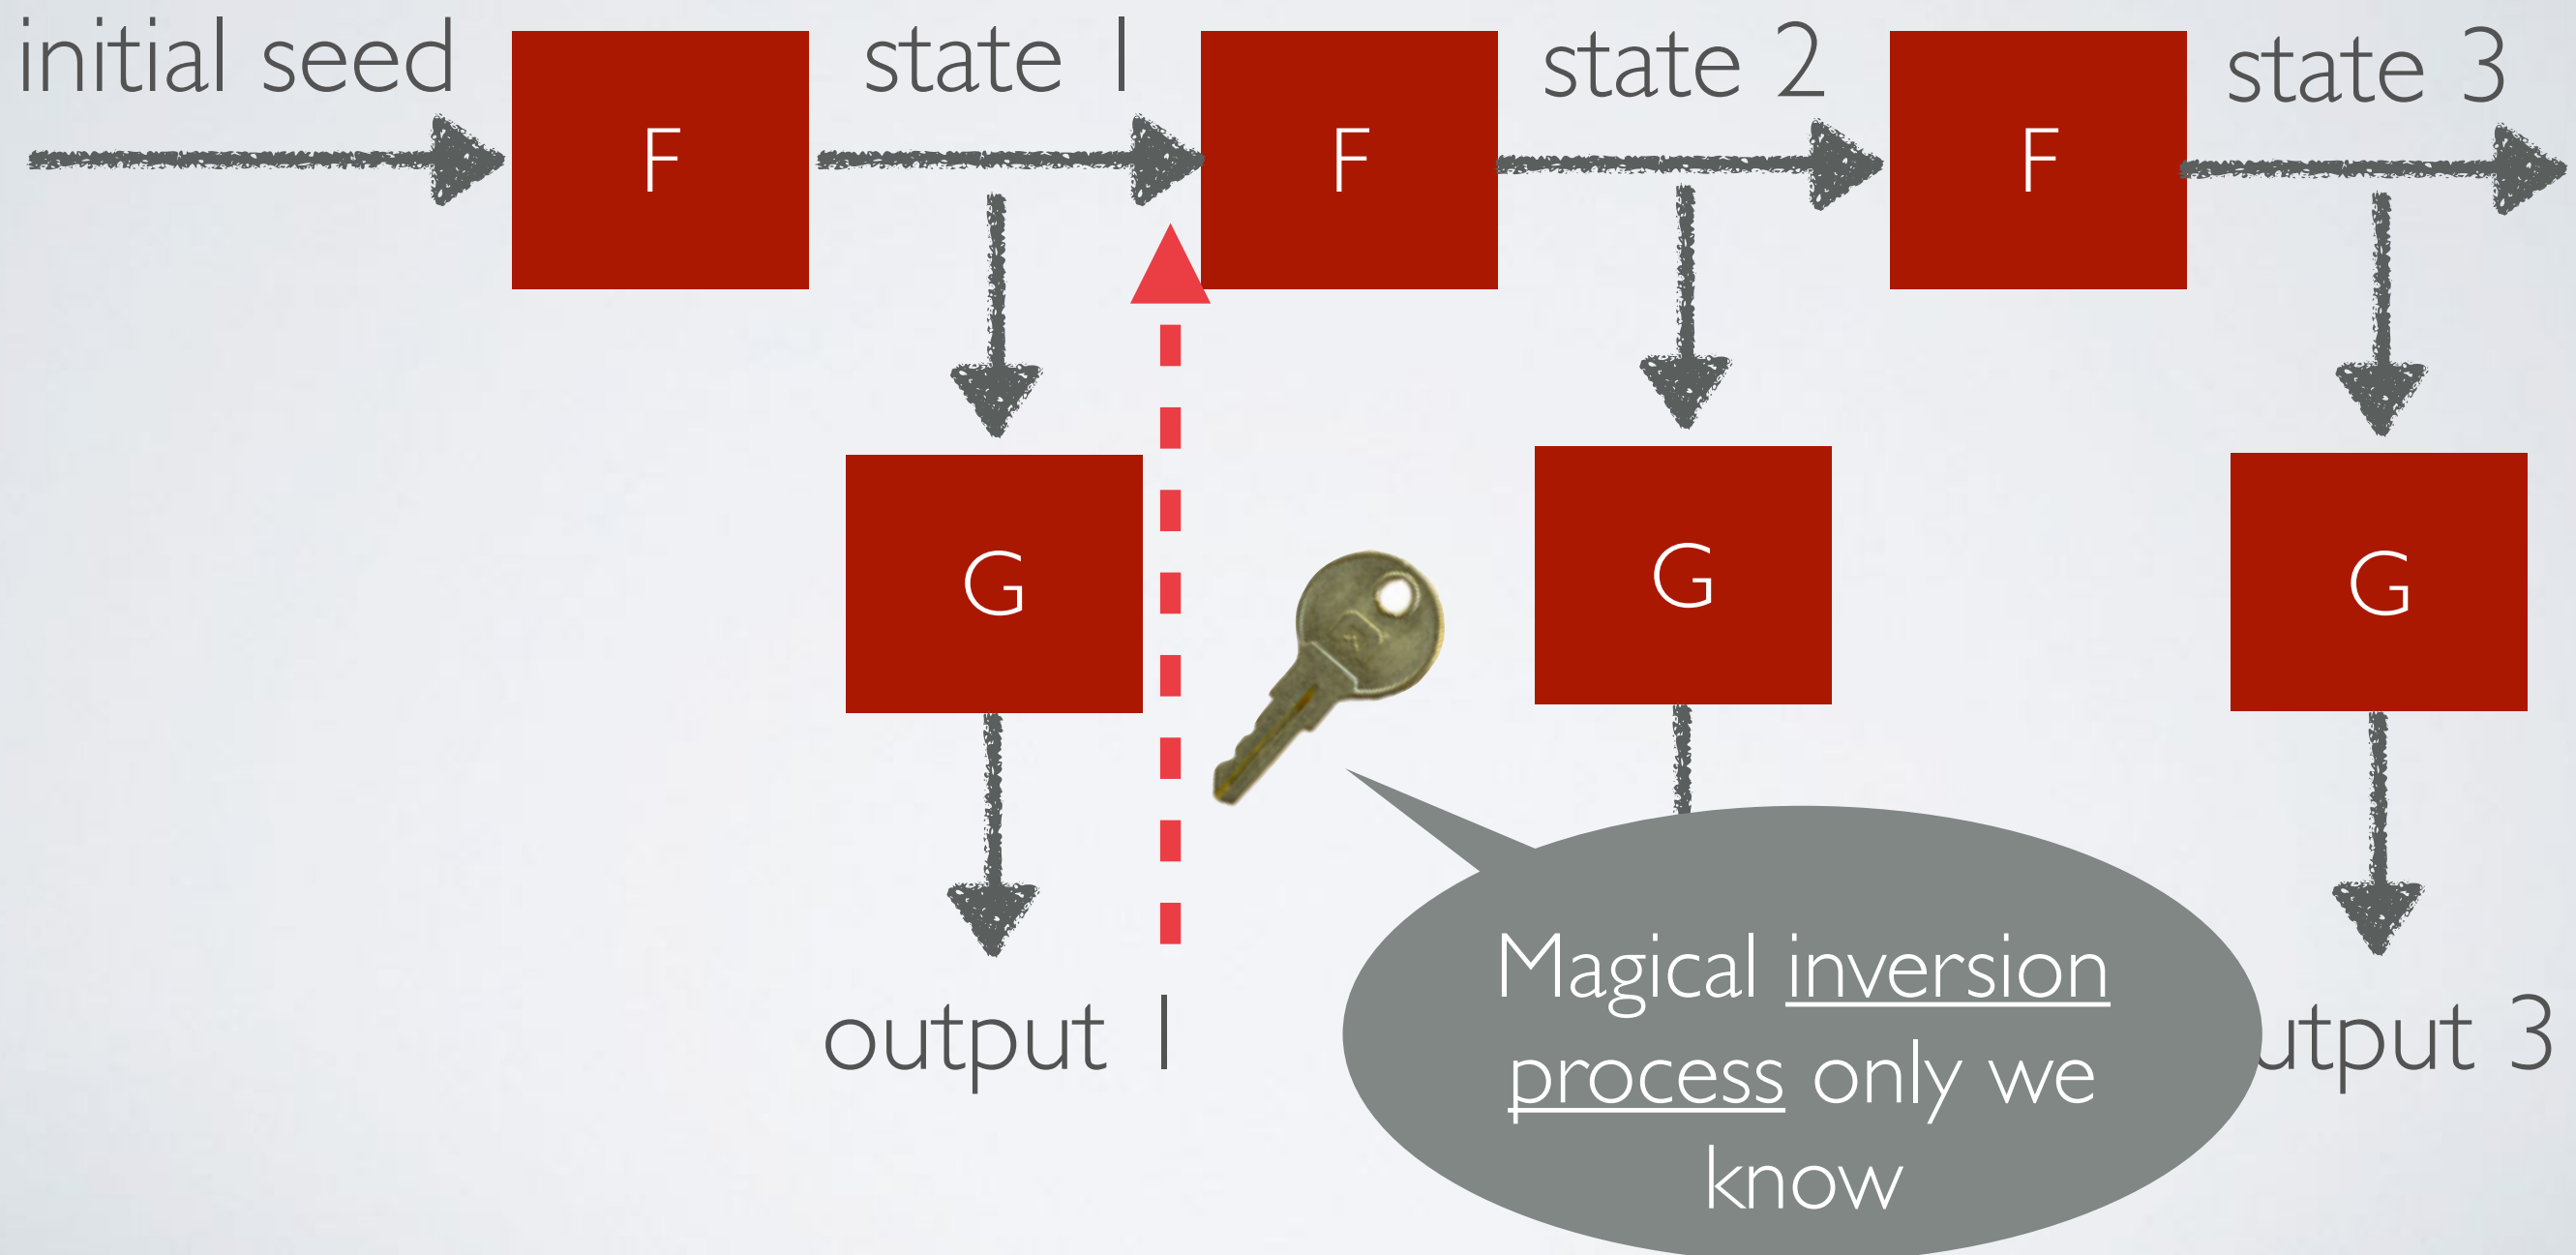 initial seed
F
state 1
F
state 2
F
state 3
G
G
G
output 1
Magical inversion
process only we
know
utput 3